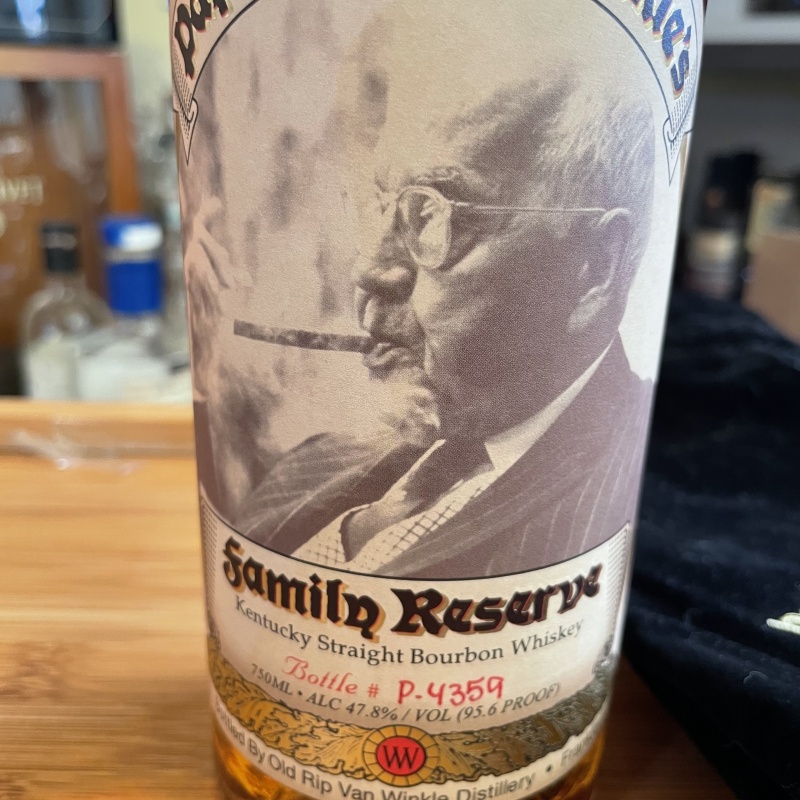 Family Reserve
Kentucky Straight Bourbon Whiskey
Bottle # P-4359
750ML • ALC 47.8% / VOL (95.6 PROOF)
VW
Bottled By Old Rip Van Winkle Distillery •